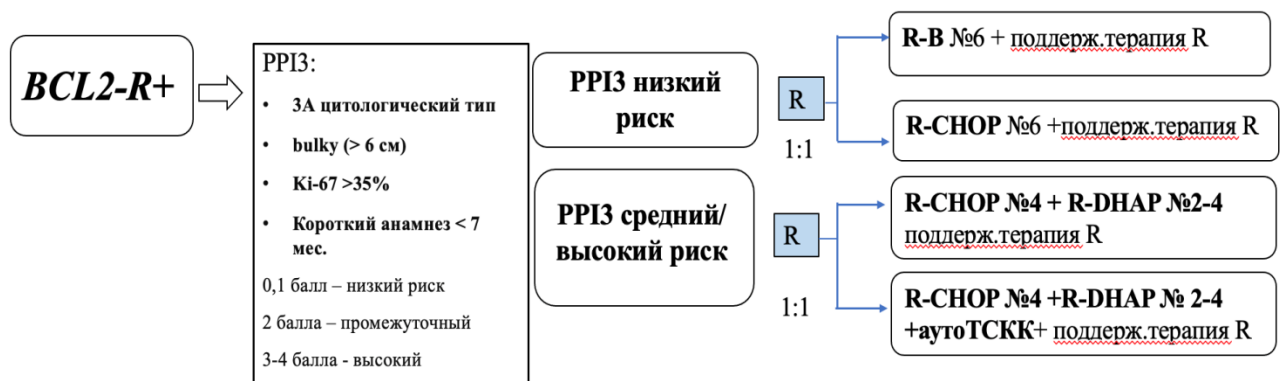 BCL2-R+
PPI3:
• 3А цитологический тип
• bulky (> 6 см)
• Ki-67 >35%
• Короткий анамнез < 7
мес.
0,1 балл – низкий риск
2 балла – промежуточный
3-4 балла - высокий
PPI3 низкий
риск
R
1:1
R-B №6 + поддерж.терапия R
R-CHOP №6 +поддерж.терапия R
PPI3 средний/
высокий риск
R
1:1
R-CHOP №4 + R-DHAP №2-4
поддерж.терапия R
R-CHOP №4 +R-DHAP № 2-4
+аутоТСКК+ поддерж.терапия R